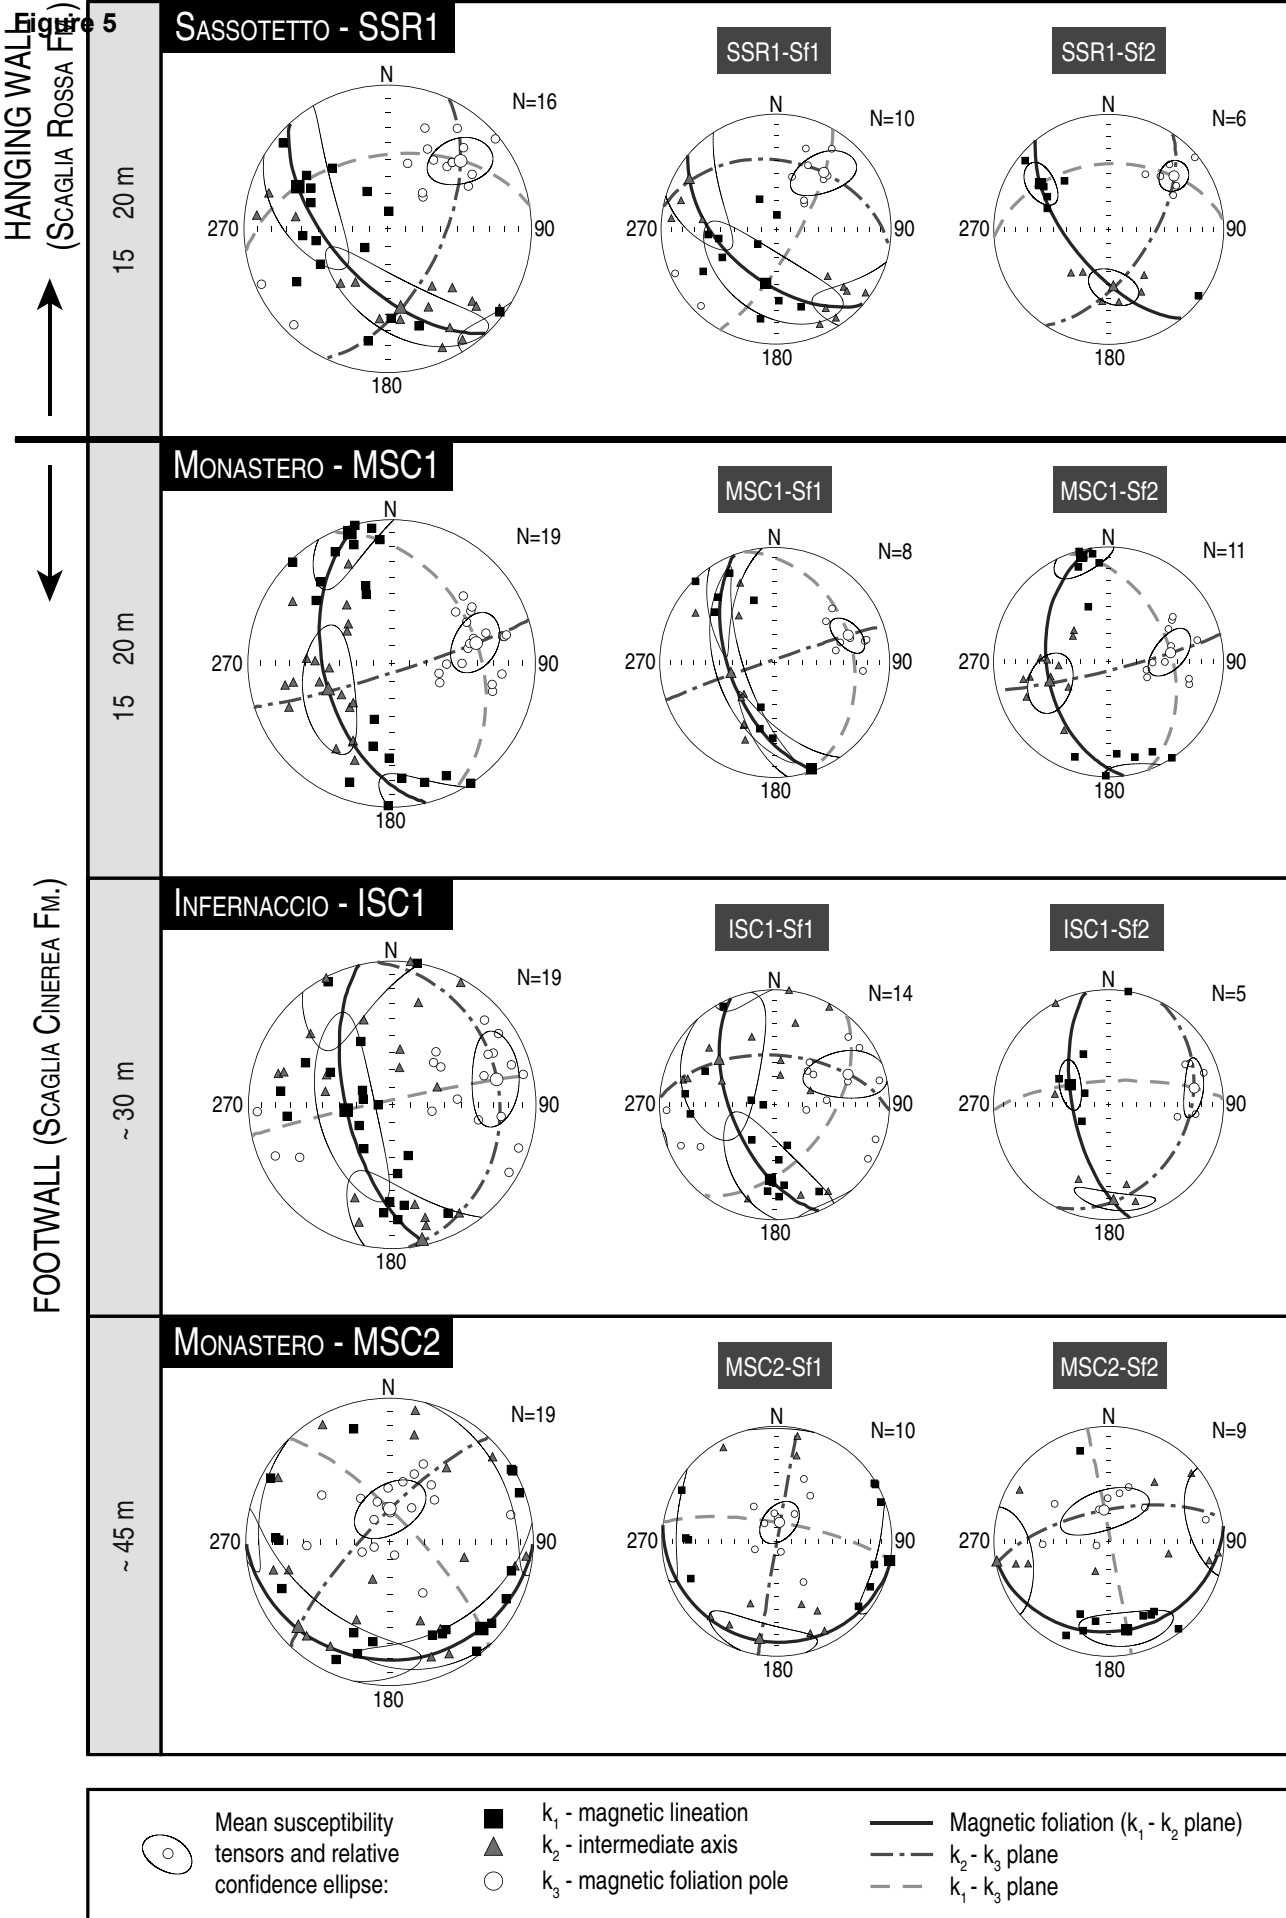 Figure 5
HANGING WALL
(SCAGLIA ROSSA FM.)
15 20 m
SASSOTETTO - SSR1
N
N=16
270
90
180
SSR1-Sf1
N
N=10
270
90
180
SSR1-Sf2
N
N=6
270
90
180
FOOTWALL (SCAGLIA CINEREA FM.)
15 20 m
MONASTERO - MSC1
N
N=19
270
90
180
MSC1-Sf1
N
N=8
270
90
180
MSC1-Sf2
N
N=11
270
90
180
~ 30 m
INFERNACCIO - ISC1
N
N=19
270
90
180
ISC1-Sf1
N
N=14
270
90
180
ISC1-Sf2
N
N=5
270
90
180
~ 45 m
MONASTERO - MSC2
N
N=19
270
90
180
MSC2-Sf1
N
N=10
270
90
180
MSC2-Sf2
N
N=9
270
90
180
Mean susceptibility
tensors and relative
confidence ellipse:
k1 - magnetic lineation
k2 - intermediate axis
k3 - magnetic foliation pole
Magnetic foliation (k1 - k2 plane)
k2 - k3 plane
k1 - k3 plane